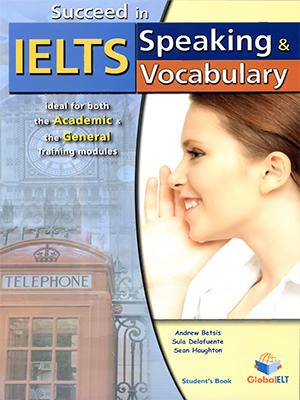 Succeed in
IELTS
Speaking &
Vocabulary
ideal for both
the Academic &
the General
Training modules
TELEPHONE
Andrew Betsis
Sula Delafuente
Sean Haughton
Student's Book
GlobalELT